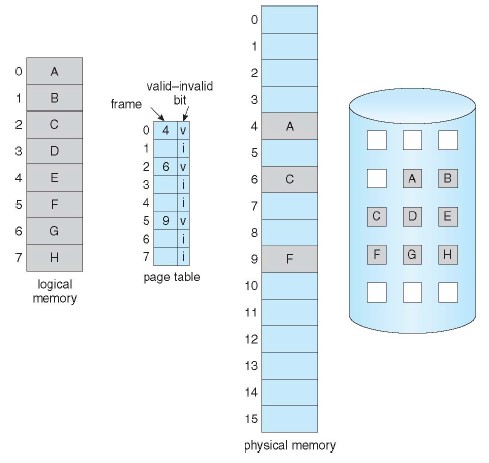 0 A
1 B
2 C
3 D
4 E
5 F
6 G
7 H
logical
memory
valid–invalid
bit
frame
0 4 v
1 i
2 6 v
3 i
4 i
5 9 v
6 i
7 i
page table
0
1
2
3
4 A
5
6 C
7
8
9 F
10
11
12
13
14
15
physical memory
A B
C D E
F G H